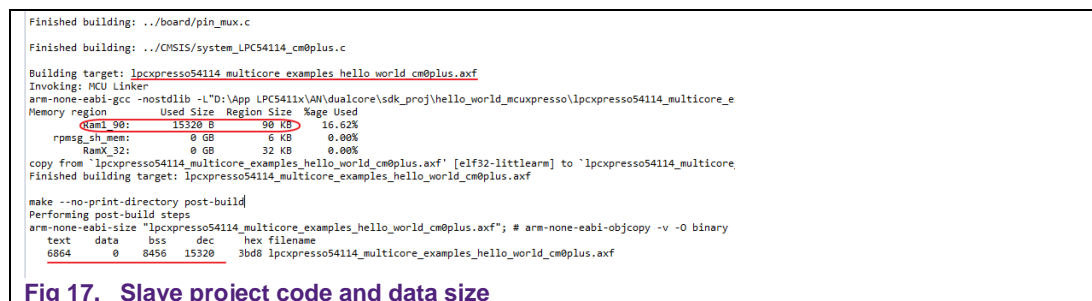 Finished building: ../board/pin_mux.c
Finished building: ../CMSIS/system_LPC54114_cm0plus.c
Building target: lpcxpresso54114_multicore_examples_hello_world_cm0plus.axf
Invoking: MCU Linker
arm-none-eabi-gcc -nostdlib -L"D:\App LPC5411x\AN\dualcore\sdk_proj\hello_world_mcuxpresso\lpcxpresso54114_multicore_e
Memory region Used Size Region Size %age Used
Ram1_90: 15320 B 90 KB 16.62%
rpmsg_sh_mem: 0 GB 6 KB 0.00%
RamX_32: 0 GB 32 KB 0.00%
copy from `lpcxpresso54114_multicore_examples_hello_world_cm0plus.axf' [elf32-littlearm] to `lpcxpresso54114_multicore_
Finished building target: lpcxpresso54114_multicore_examples_hello_world_cm0plus.axf
make --no-print-directory post-build
Performing post-build steps
arm-none-eabi-size "lpcxpresso54114_multicore_examples_hello_world_cm0plus.axf"; # arm-none-eabi-objcopy -v -O binary
text data bss dec hex filename
6864 0 8456 15320 3bd8 lpcxpresso54114_multicore_examples_hello_world_cm0plus.axf
Fig 17. Slave project code and data size